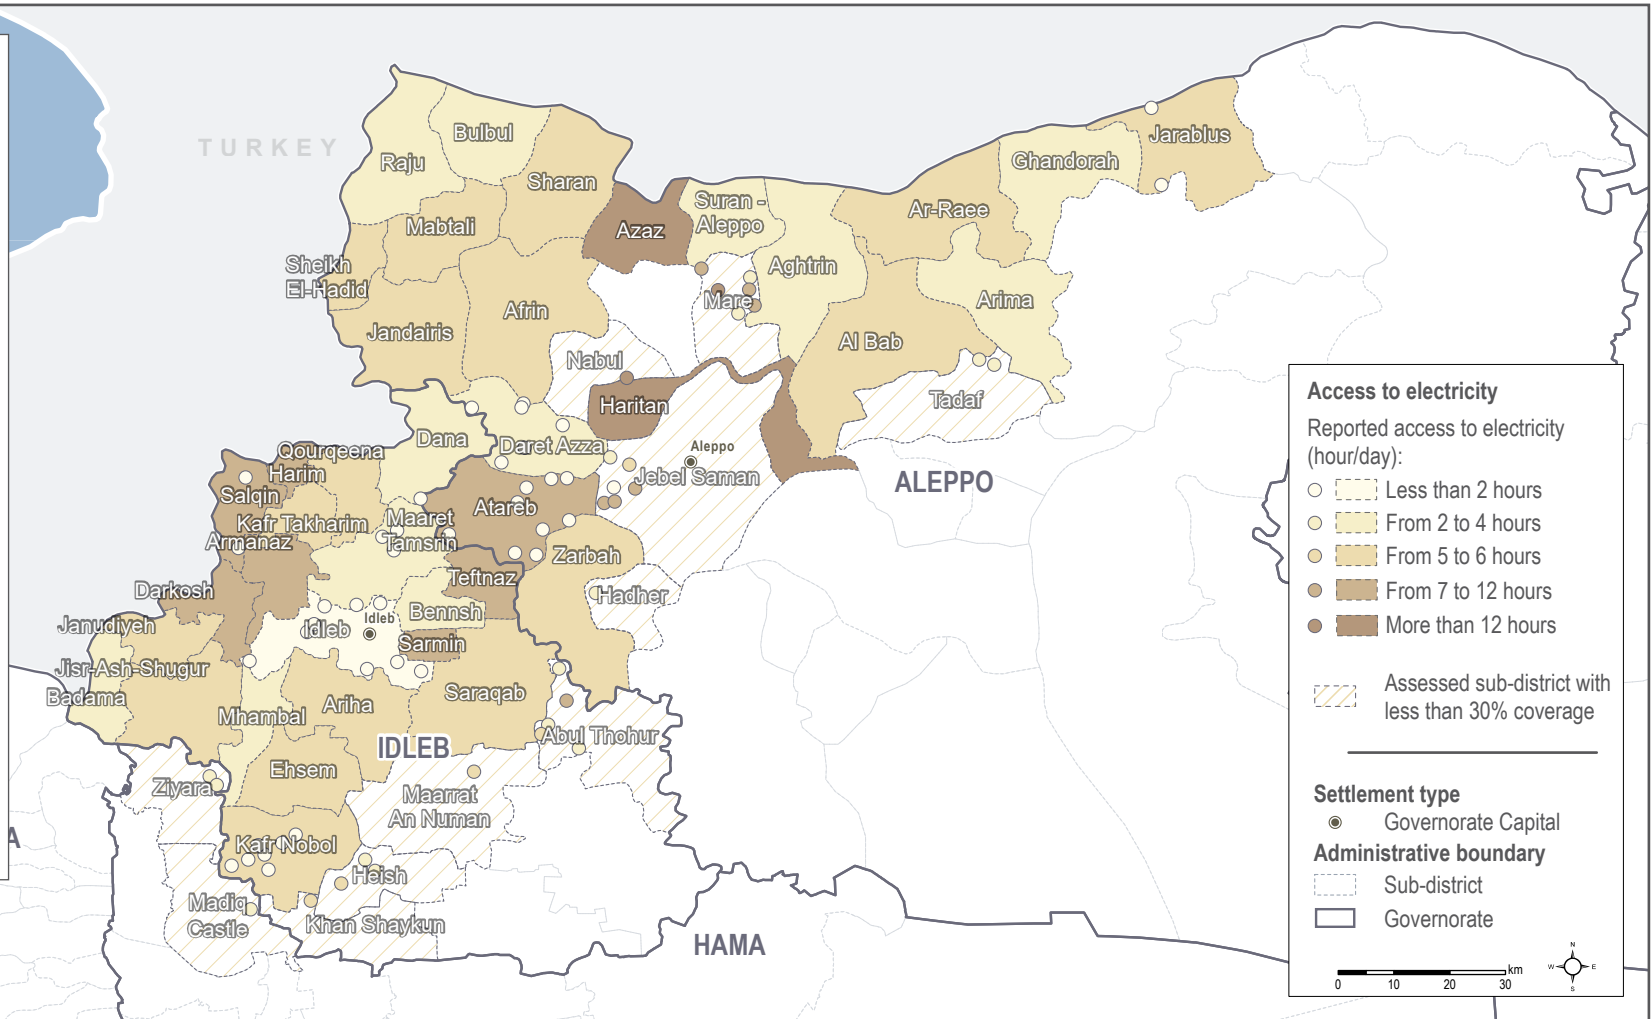 TURKEY
Bulbul
Raju
Jarablus
Ghandorah
Sharan
Suran -
Aleppo
Ar-Raee
Mabtali
Azaz
Sheikh
El-Hadid
Aghtrin
Mare
Arima
Afrin
Jandairis
Al Bab
Nabul
Haritan
Tadaf
Dana
Daret Azza
Aleppo
Jebel Saman
ALEPPO
Qourqeena
Harim
Salqin
Atareb
Kafr Takharim
Maaret
Tamsrin
Armanaz
Zarbah
Teftnaz
Darkosh
Hadher
Bennsh
Janudiyeh
Idleb
Idleb
Sarmin
Jisr-Ash-Shugur
Badama
Saraqab
Mhambal
Ariha
IDLEB
Abul Thohur
Ehsem
Ziyara
Maarrat
An Numan
A
Kafr Nobol
Heish
Madiq
Castle
Khan Shaykun
HAMA
Access to electricity
Reported access to electricity
(hour/day):
Less than 2 hours
From 2 to 4 hours
From 5 to 6 hours
From 7 to 12 hours
More than 12 hours
Assessed sub-district with
less than 30% coverage
Settlement type
Governorate Capital
Administrative boundary
Sub-district
Governorate
N
W E
S
km
0 10 20 30